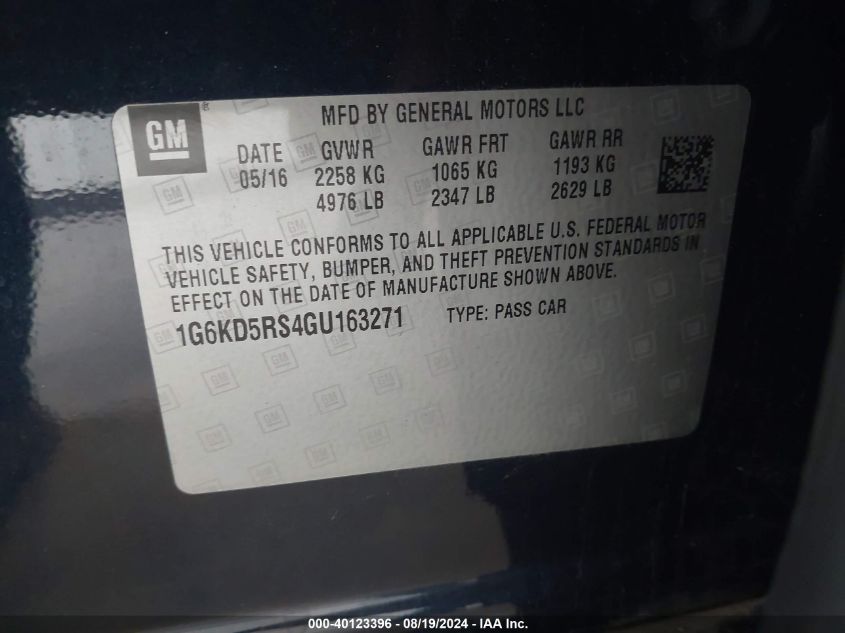 GM
MFD BY GENERAL MOTORS LLC
DATE GVWR GAWR FRT GAWR RR
05/16 2258 KG 1065 KG 1193 KG
4976 LB 2347 LB 2629 LB
THIS VEHICLE CONFORMS TO ALL APPLICABLE U.S. FEDERAL MOTOR
VEHICLE SAFETY, BUMPER, AND THEFT PREVENTION STANDARDS IN
EFFECT ON THE DATE OF MANUFACTURE SHOWN ABOVE.
1G6KD5RS4GU163271 TYPE: PASS CAR
000-40123396 - 08/19/2024 - IAA Inc.